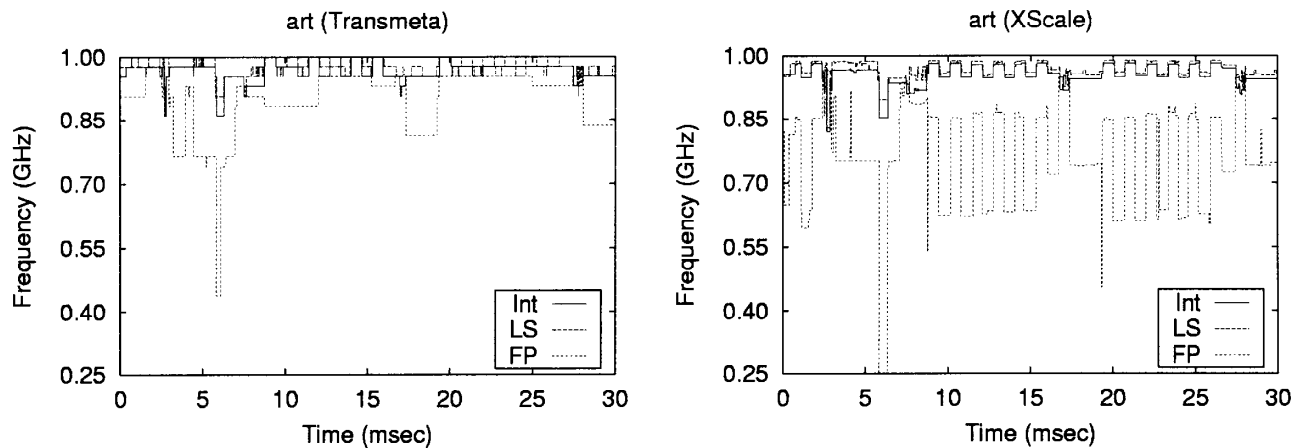 art (Transmeta)
Frequency (GHz)
1.00
0.85
0.70
0.55
0.40
0.25
Int
LS
FP
0 5 10 15 20 25 30
Time (msec)
art (XScale)
Frequency (GHz)
1.00
0.85
0.70
0.55
0.40
0.25
Int
LS
FP
0 5 10 15 20 25 30
Time (msec)